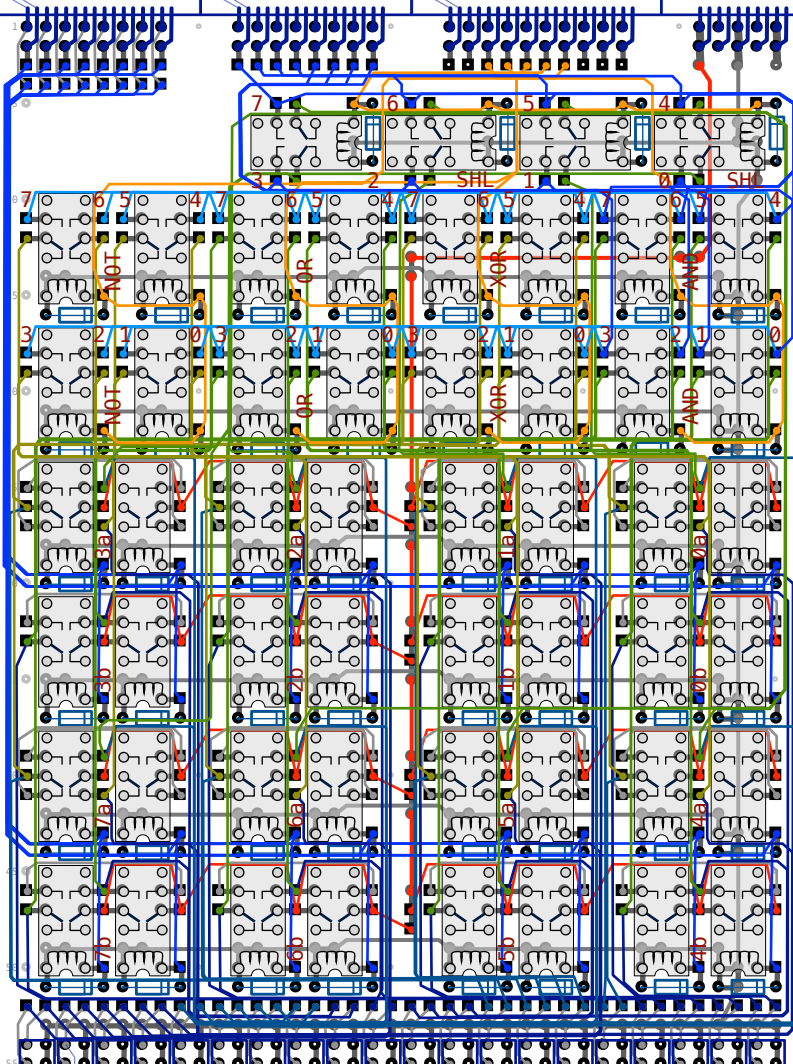 7 6 5 4
3 2 SHL 1 0 SHL
7 6 5 4 7 6 5 4 7 6 5 4 7 6 5 4
NOT OR XOR AND
3 2 1 0 3 2 1 0 3 2 1 0 3 2 1 0
NOT OR XOR AND
3a 2a 1a 0a
3b 2b 1b 0b
7a 6a 5a 4a
7b 6b 5b 4b